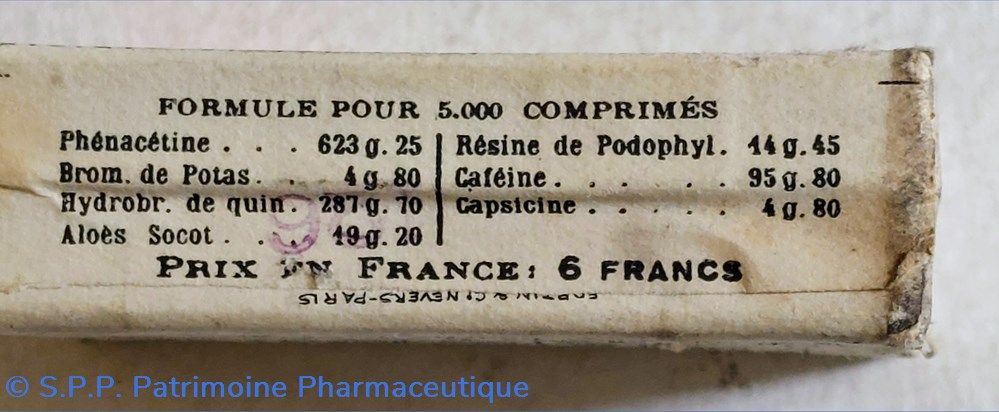 FORMULE POUR 5.000 COMPRIMÉS
Phénacétine . . . 623 g. 25
Brom. de Potas. . 4 g. 80
Hydrobr. de quin. 287 g. 70
Aloès Socot . . . 19 g. 20
Résine de Podophyl. 14 g. 45
Caféine . . . . . . 95 g. 80
Capsicine . . . . . 4 g. 80
PRIX EN FRANCE: 6 FRANCS
NEVERS-PARIS
© S.P.P. Patrimoine Pharmaceutique